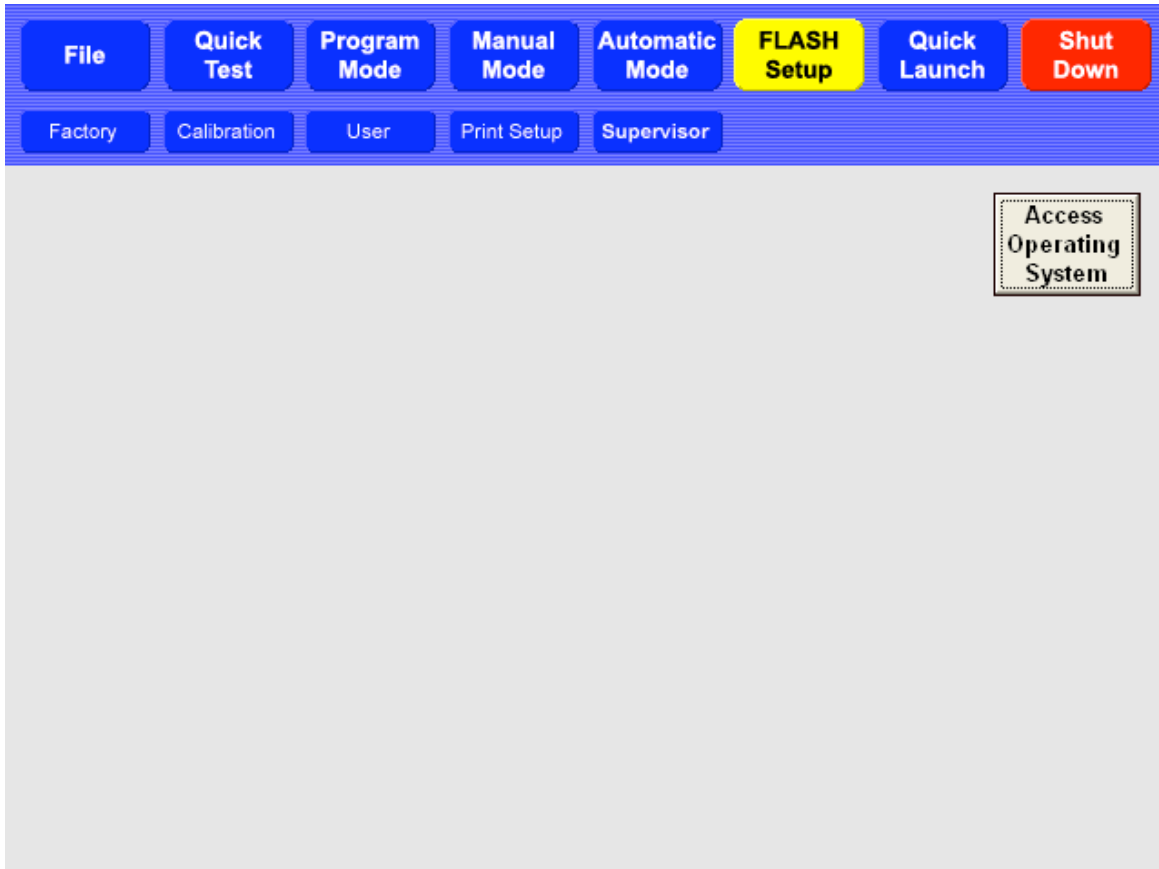 File
Quick
Test
Program
Mode
Manual
Mode
Automatic
Mode
FLASH
Setup
Quick
Launch
Shut
Down
Factory
Calibration
User
Print Setup
Supervisor
Access
Operating
System